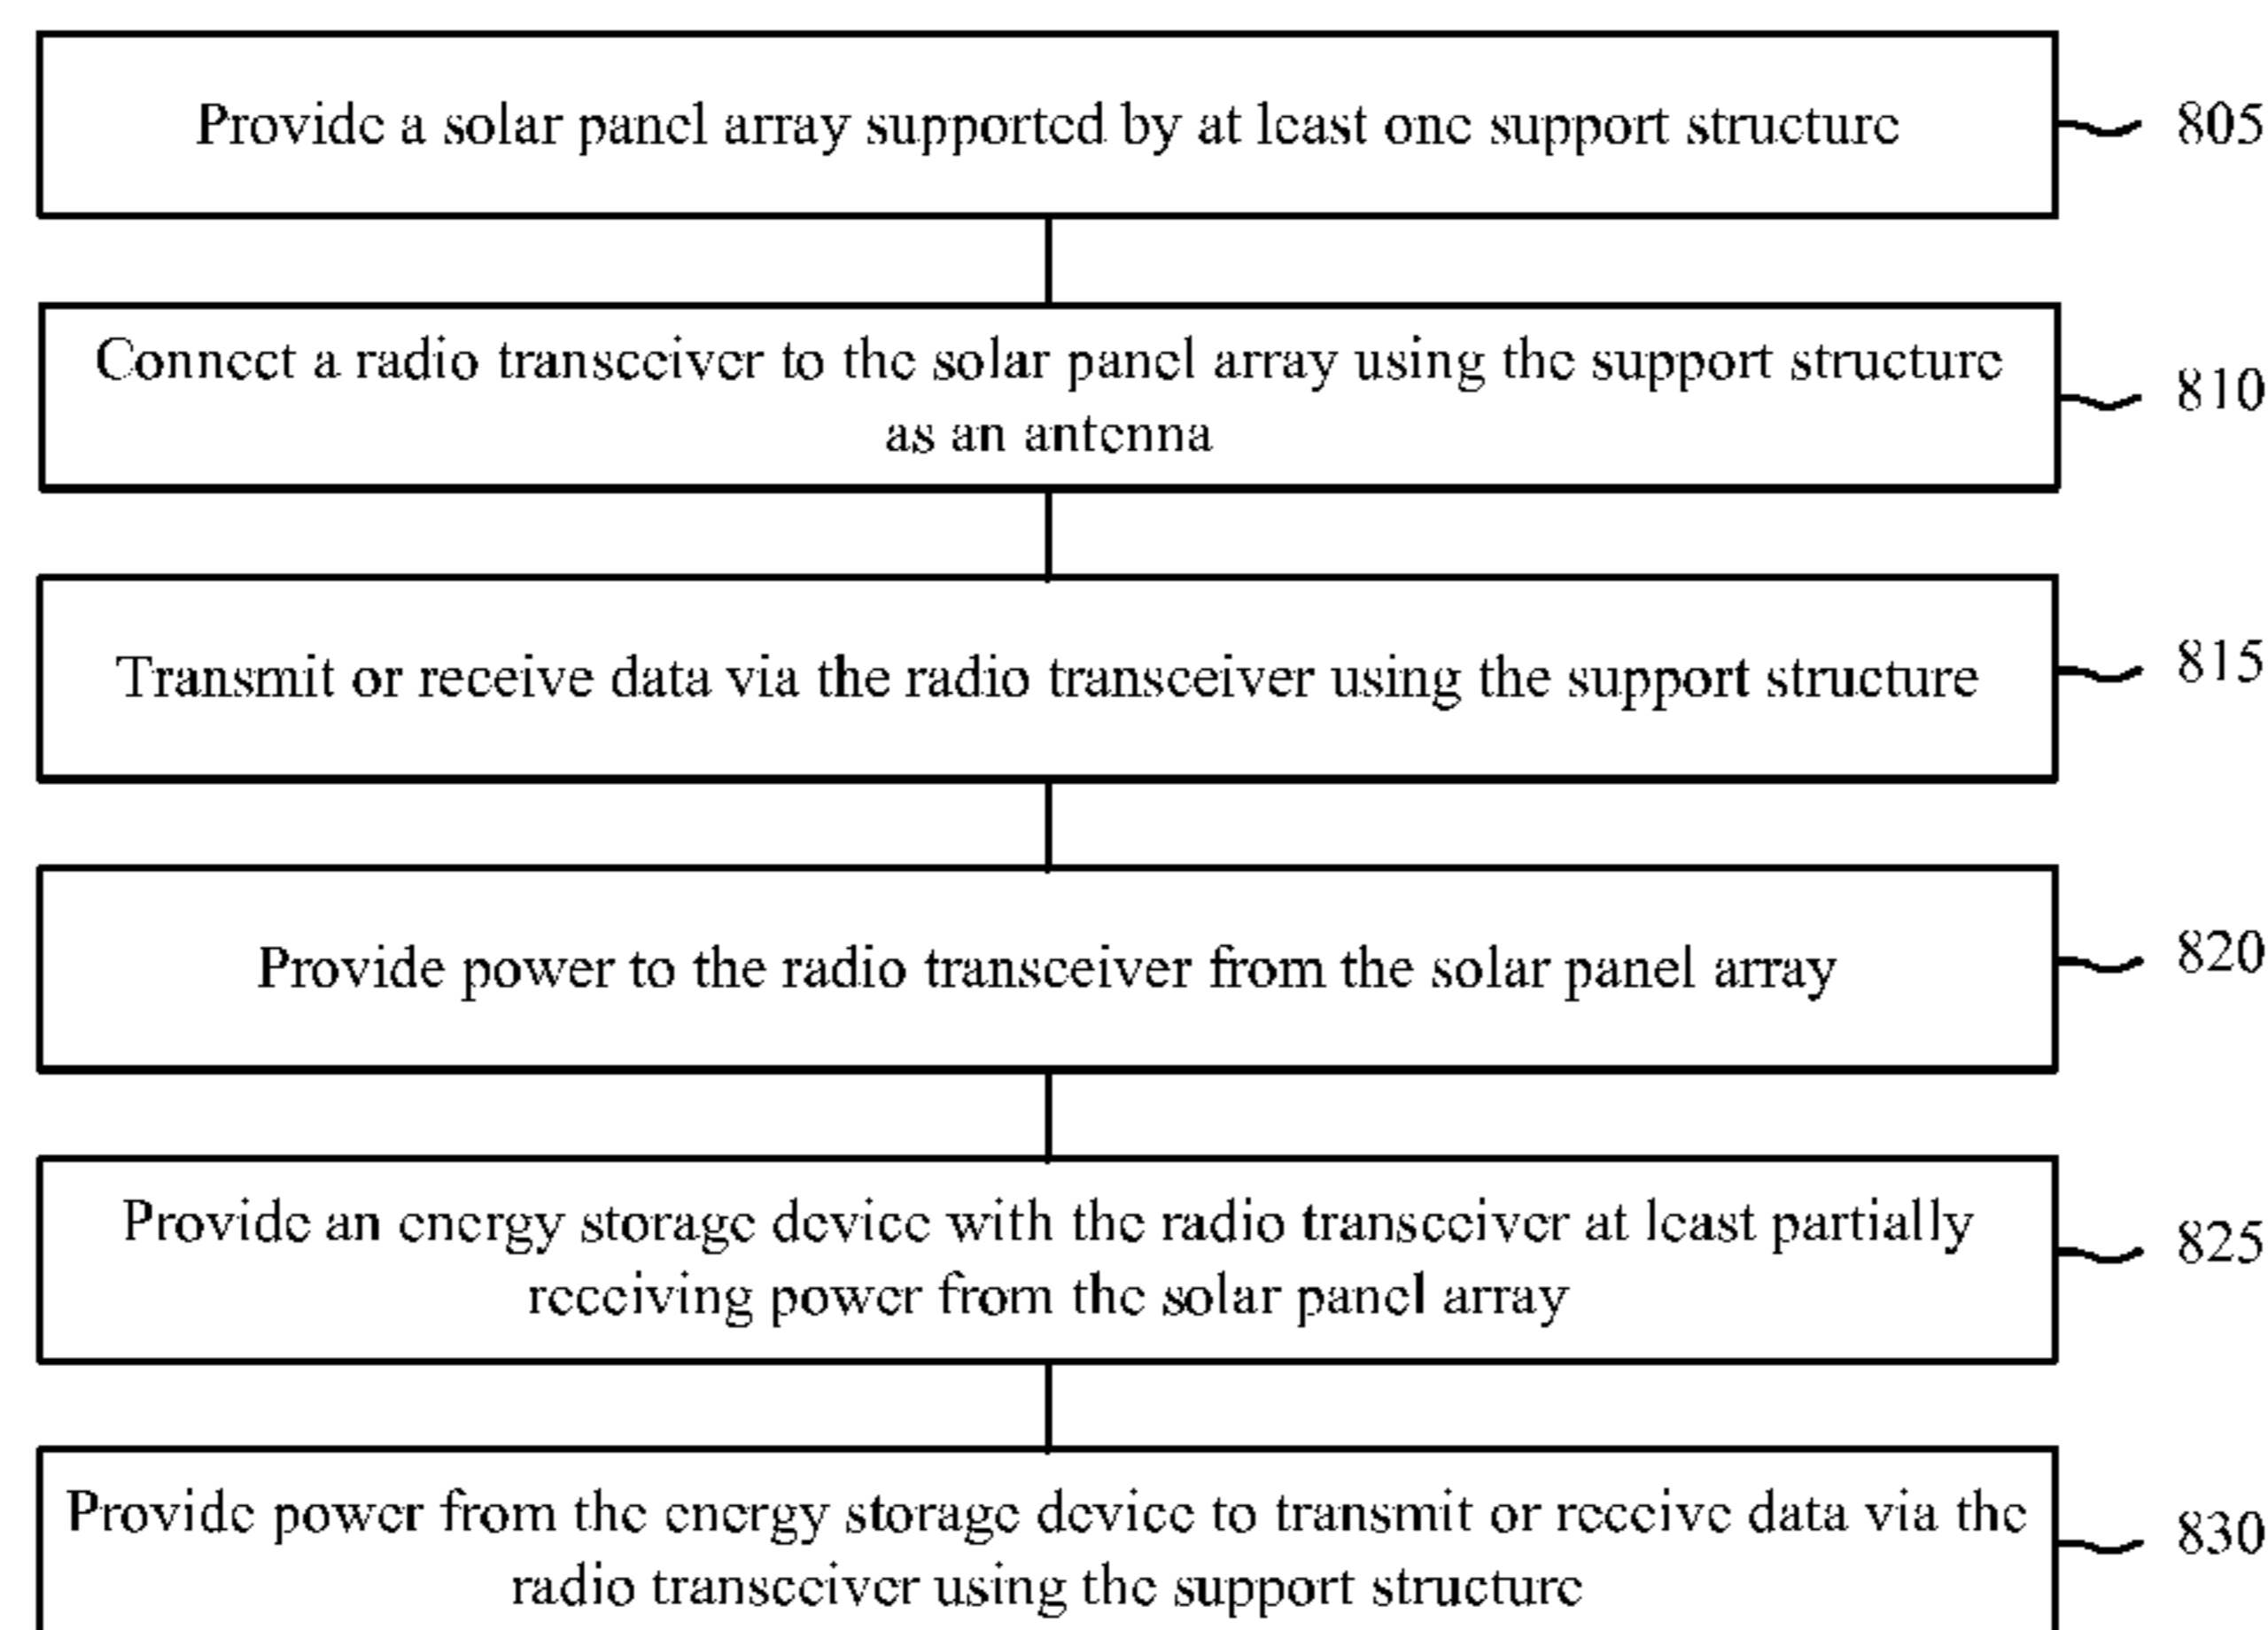 Provide a solar panel array supported by at least one support structure
805
Connect a radio transceiver to the solar panel array using the support structure
as an antenna
810
Transmit or receive data via the radio transceiver using the support structure
815
Provide power to the radio transceiver from the solar panel array
820
Provide an energy storage device with the radio transceiver at least partially
receiving power from the solar panel array
825
Provide power from the energy storage device to transmit or receive data via the
radio transceiver using the support structure
830